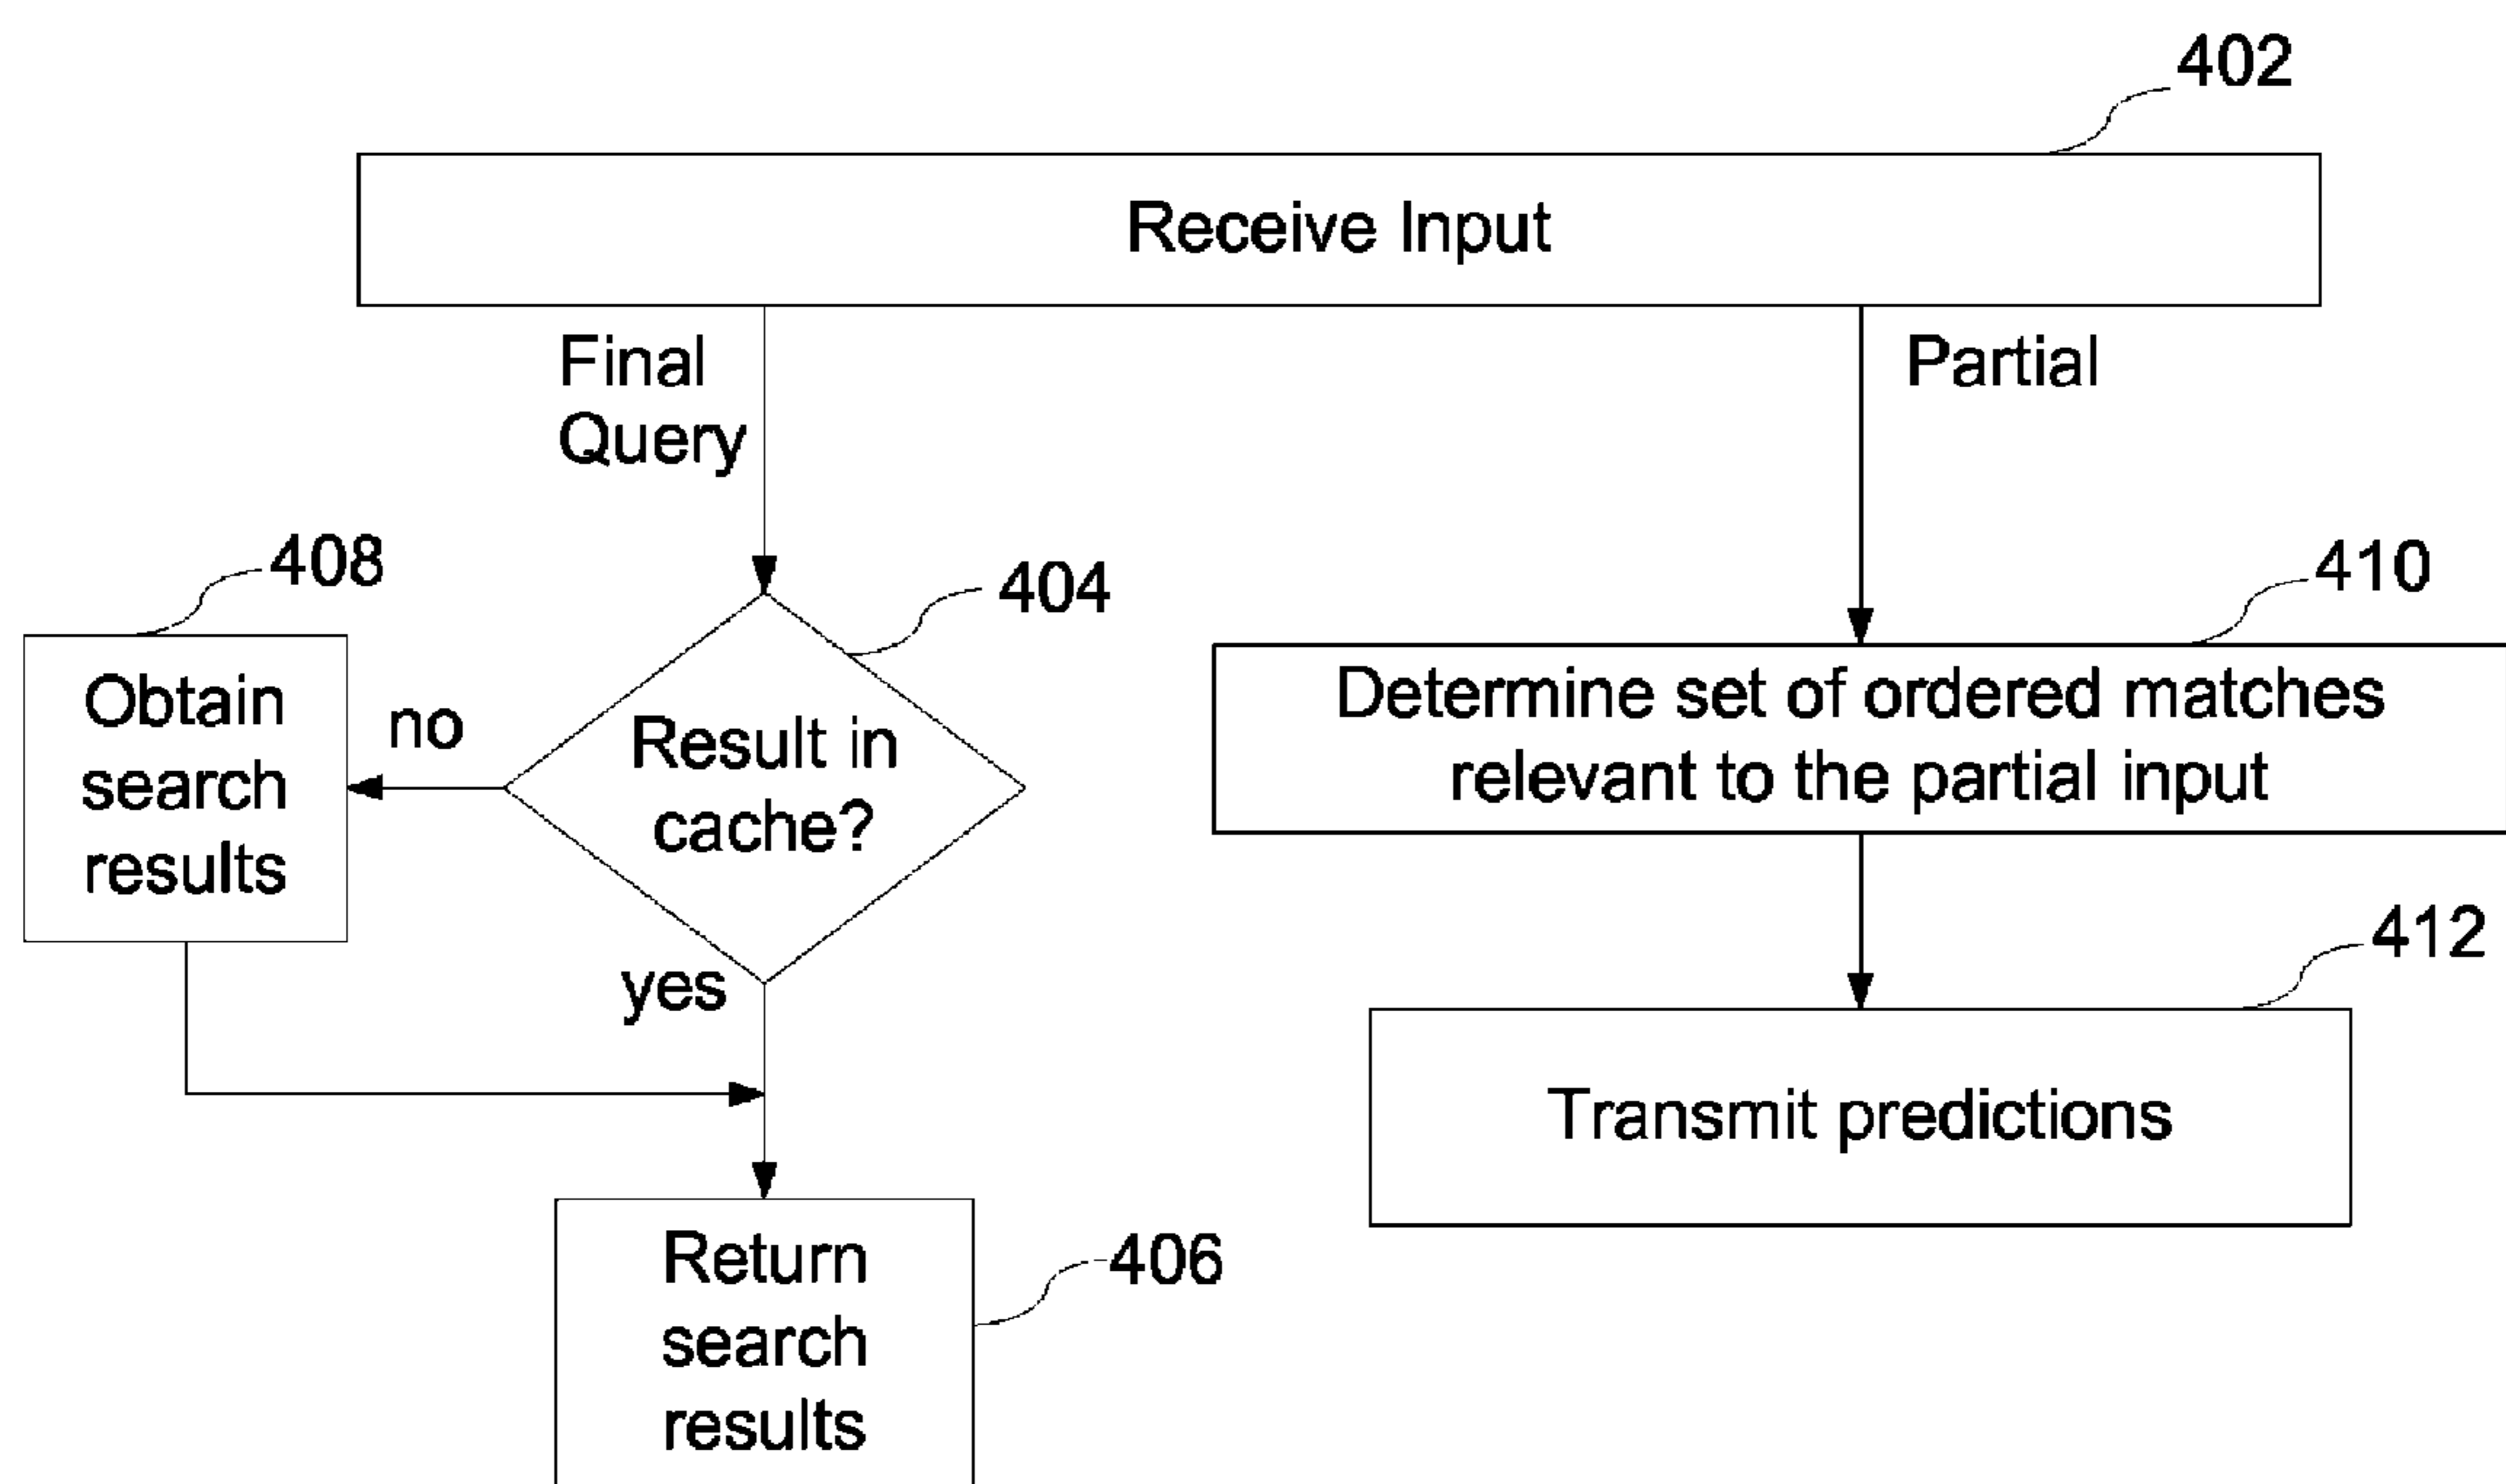 402
Receive Input
Final
Query
Partial
408
404
410
Obtain
search
results
no
Result in
cache?
Determine set of ordered matches
relevant to the partial input
yes
412
Transmit predictions
Return
search
results
406